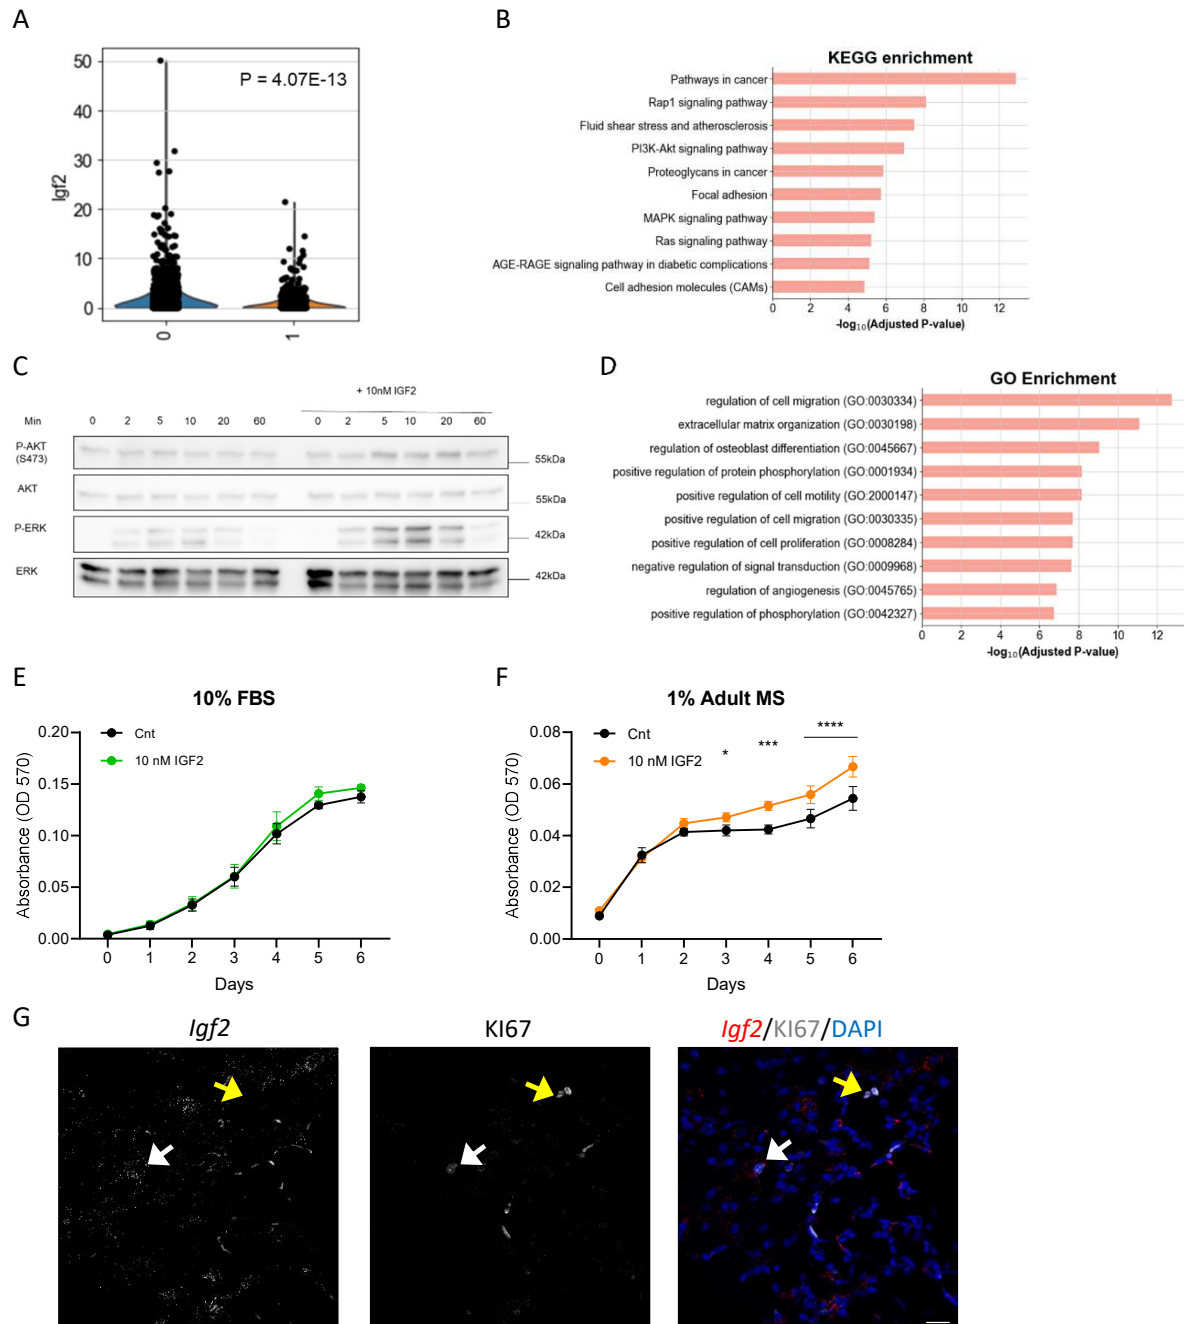 A
P = 4.07E-13
Igf2
50
40
30
20
10
0
0
1
B
KEGG enrichment
Pathways in cancer
Rap1 signaling pathway
Fluid shear stress and atherosclerosis
PI3K-Akt signaling pathway
Proteoglycans in cancer
Focal adhesion
MAPK signaling pathway
Ras signaling pathway
AGE-RAGE signaling pathway in diabetic complications
Cell adhesion molecules (CAMs)
0 2 4 6 8 10 12
-log₁₀(Adjusted P-value)
C
+ 10nM IGF2
Min 0 2 5 10 20 60 0 2 5 10 20 60
P-AKT
(S473)
55kDa
AKT
55kDa
P-ERK
42kDa
ERK
42kDa
D
GO Enrichment
regulation of cell migration (GO:0030334)
extracellular matrix organization (GO:0030198)
regulation of osteoblast differentiation (GO:0045667)
positive regulation of protein phosphorylation (GO:0001934)
positive regulation of cell motility (GO:2000147)
positive regulation of cell migration (GO:0030335)
positive regulation of cell proliferation (GO:0008284)
negative regulation of signal transduction (GO:0009968)
regulation of angiogenesis (GO:0045765)
positive regulation of phosphorylation (GO:0042327)
0 2 4 6 8 10 12
-log₁₀(Adjusted P-value)
E
10% FBS
Cnt
10 nM IGF2
Absorbance (OD 570)
0.20
0.15
0.10
0.05
0.00
0 1 2 3 4 5 6
Days
F
1% Adult MS
Cnt
10 nM IGF2
* *** ****
Absorbance (OD 570)
0.08
0.06
0.04
0.02
0.00
0 1 2 3 4 5 6
Days
G
Igf2
KI67
Igf2/KI67/DAPI